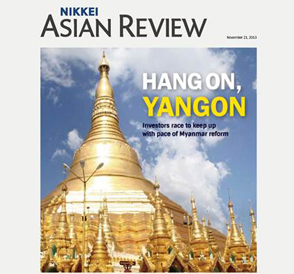 NIKKEI
ASIAN REVIEW
November 21, 2013
HANG ON,
YANGON
Investors race to keep up
with pace of Myanmar reform